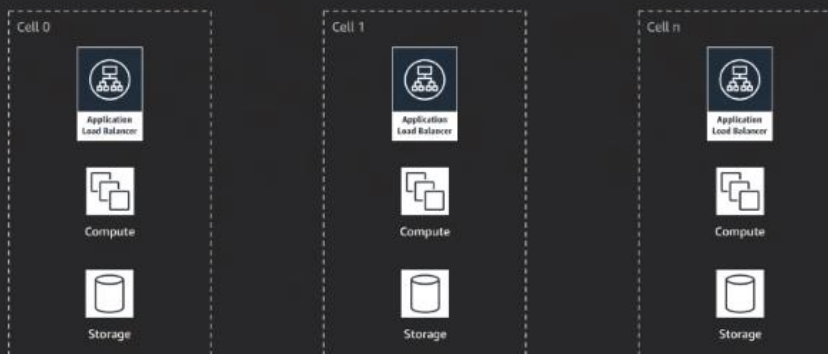 Cell 0
Cell 1
Cell n
Application
Load Balancer
Application
Load Balancer
Application
Load Balancer
Compute
Compute
Compute
Storage
Storage
Storage